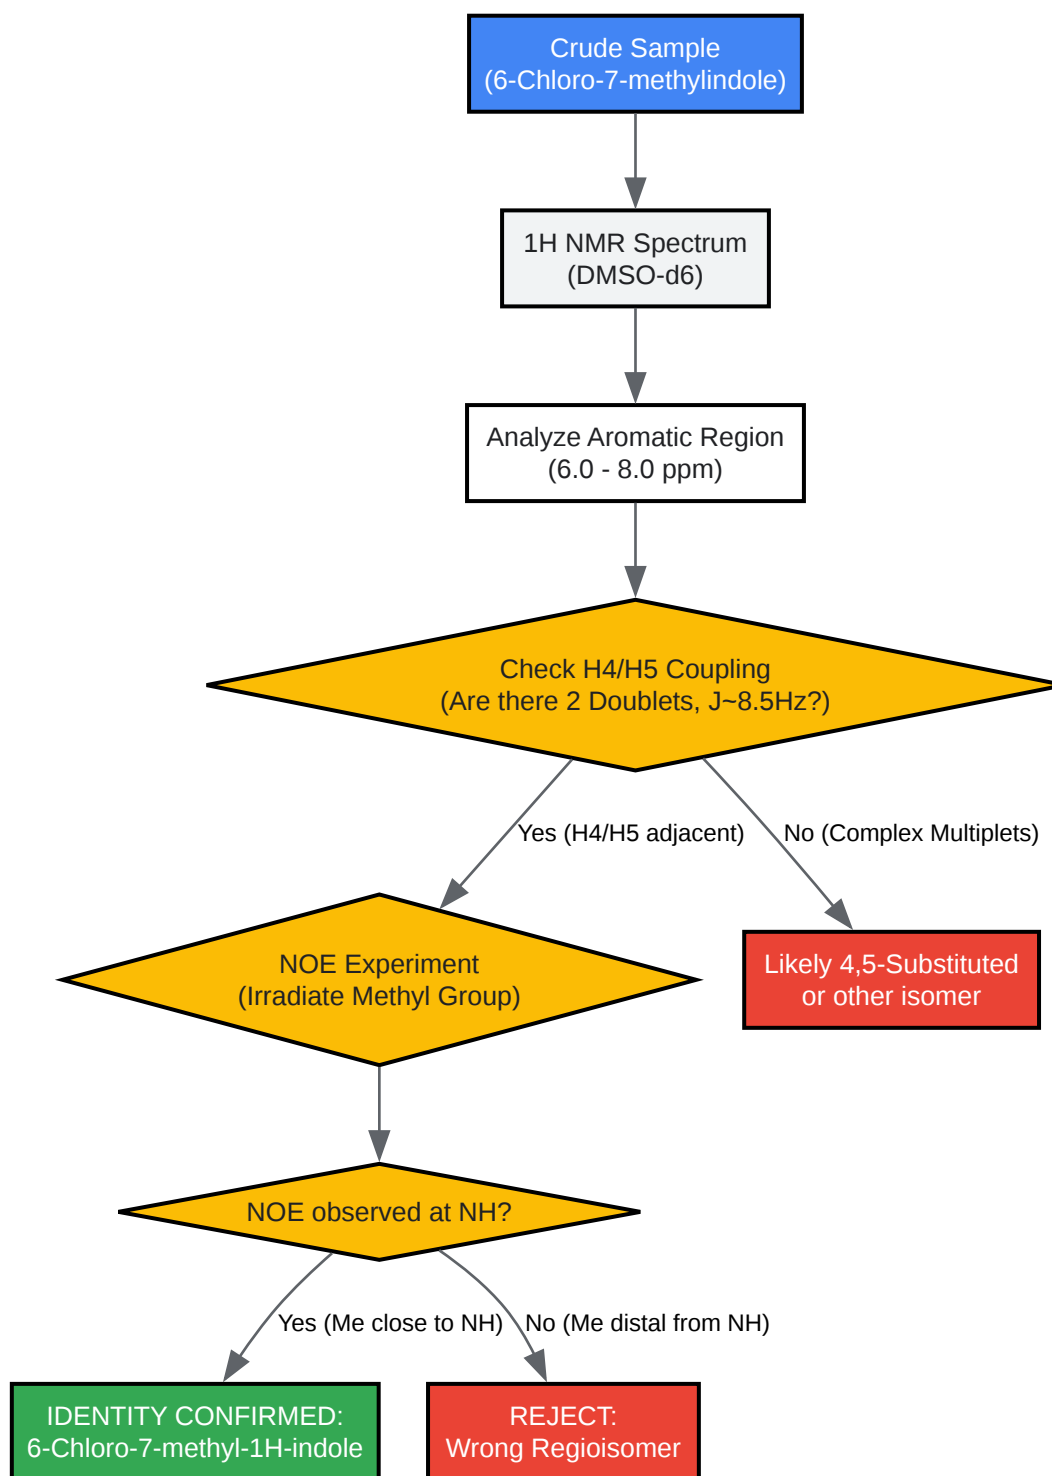 Crude Sample
(6-Chloro-7-methylindole)
1H NMR Spectrum
(DMSO-d6)
Analyze Aromatic Region
(6.0 - 8.0 ppm)
Check H4/H5 Coupling
(Are there 2 Doublets, J~8.5Hz?)
Yes (H4/H5 adjacent)
No (Complex Multiplets)
NOE Experiment
(Irradiate Methyl Group)
Likely 4,5-Substituted
or other isomer
NOE observed at NH?
Yes (Me close to NH)
No (Me distal from NH)
IDENTITY CONFIRMED:
6-Chloro-7-methyl-1H-indole
REJECT:
Wrong Regioisomer